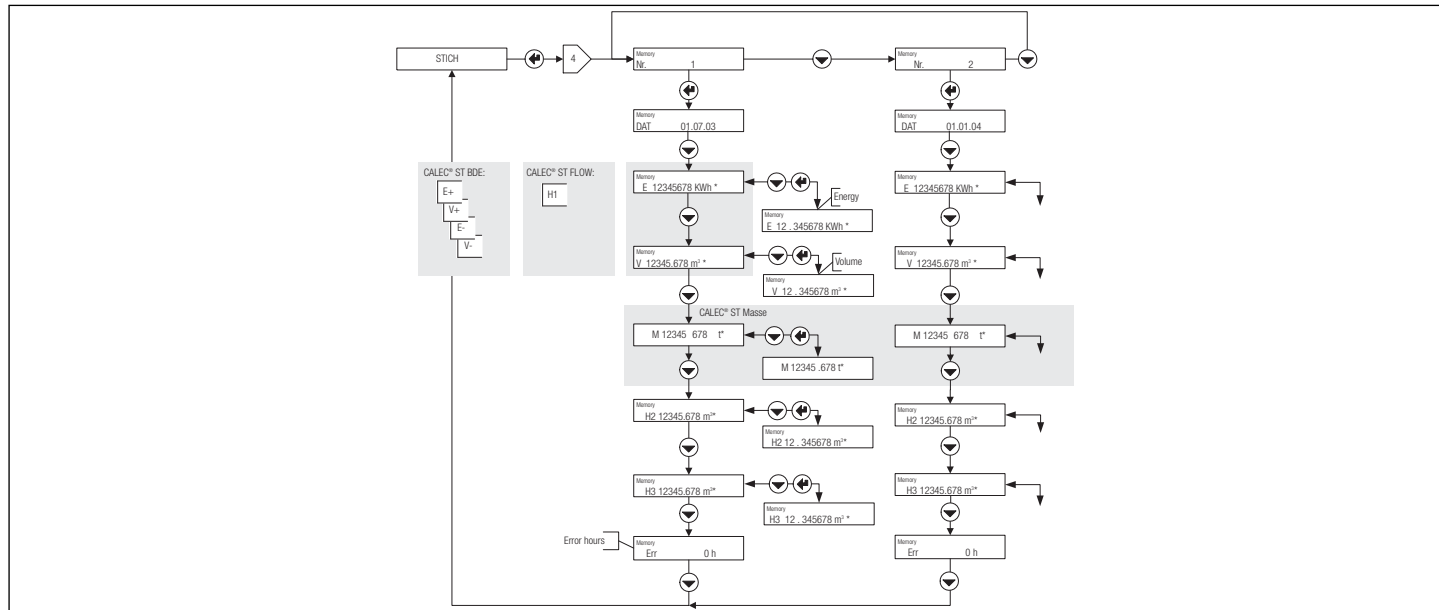 STICH
4
Memory
Nr. 1
Memory
Nr. 2
Memory
DAT 01.07.03
Memory
DAT 01.01.04
CALEC® ST BDE:
E+
V+
E-
V-
CALEC® ST FLOW:
H1
Memory
E 12345678 KWh *
Energy
Memory
E 12 . 345678 KWh *
Memory
E 12345678 KWh *
Memory
V 12345.678 m³ *
Volume
Memory
V 12 . 345678 m³ *
Memory
V 12345.678 m³ *
CALEC® ST Masse
M 12345 678 t*
M 12345 .678 t*
M 12345 678 t*
Memory
H2 12345.678 m³*
Memory
H2 12 . 345678 m³*
Memory
H2 12345.678 m³*
Memory
H3 12345.678 m³*
Memory
H3 12 . 345678 m³ *
Memory
H3 12345.678 m³*
Error hours
Memory
Err 0 h
Memory
Err 0 h